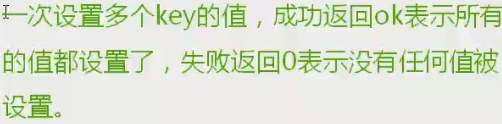 一次设置多个key的值，成功返回ok表示所有
的值都设置了，失败返回0表示没有任何值被
设置。